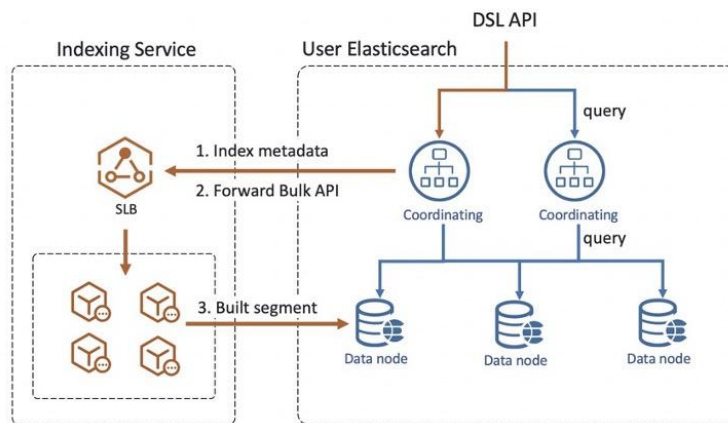 DSL API
Indexing Service
User Elasticsearch
query
1. Index metadata
2. Forward Bulk API
SLB
Coordinating
Coordinating
query
3. Built segment
Data node
Data node
Data node